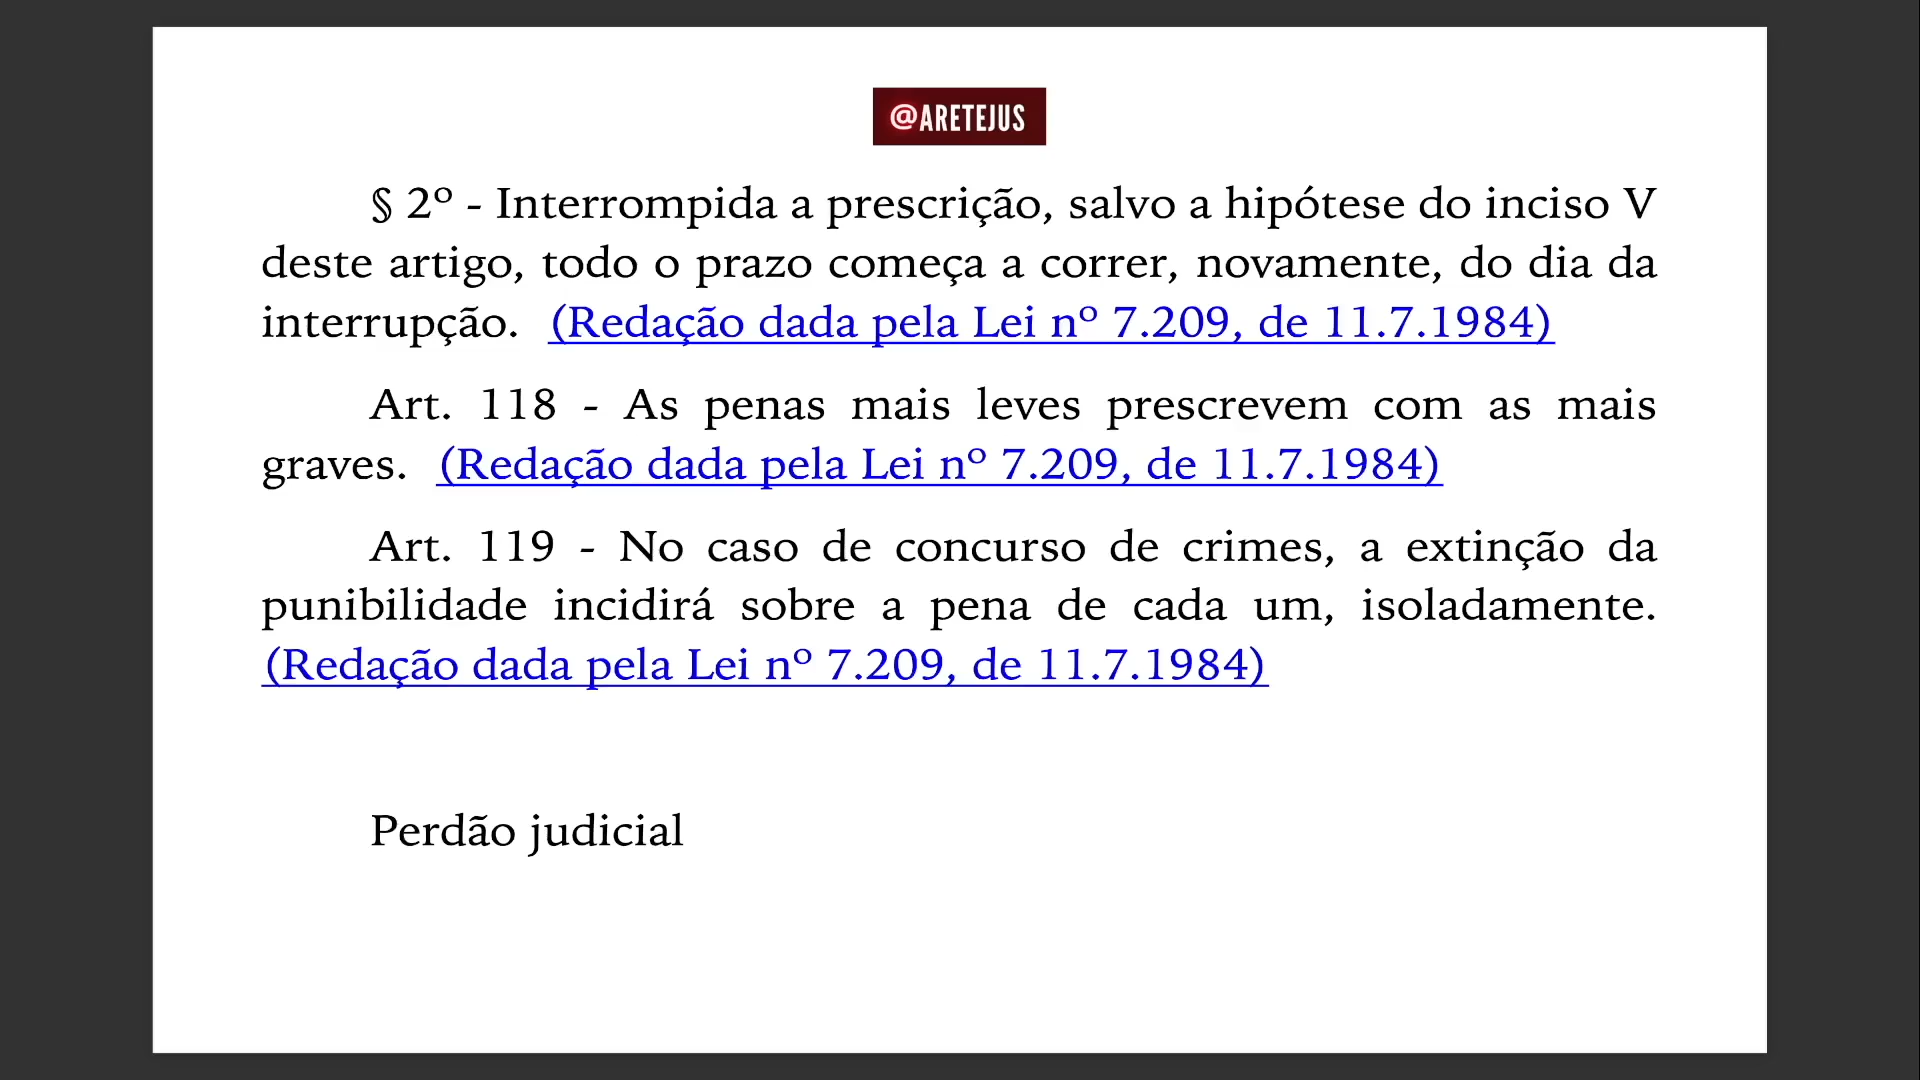 @ARETEJUS
§ 2º - Interrompida a prescrição, salvo a hipótese do inciso V
deste artigo, todo o prazo começa a correr, novamente, do dia da
interrupção. (Redação dada pela Lei nº 7.209, de 11.7.1984)
Art. 118 - As penas mais leves prescrevem com as mais
graves. (Redação dada pela Lei nº 7.209, de 11.7.1984)
Art. 119 - No caso de concurso de crimes, a extinção da
punibilidade incidirá sobre a pena de cada um, isoladamente.
(Redação dada pela Lei nº 7.209, de 11.7.1984)
Perdão judicial